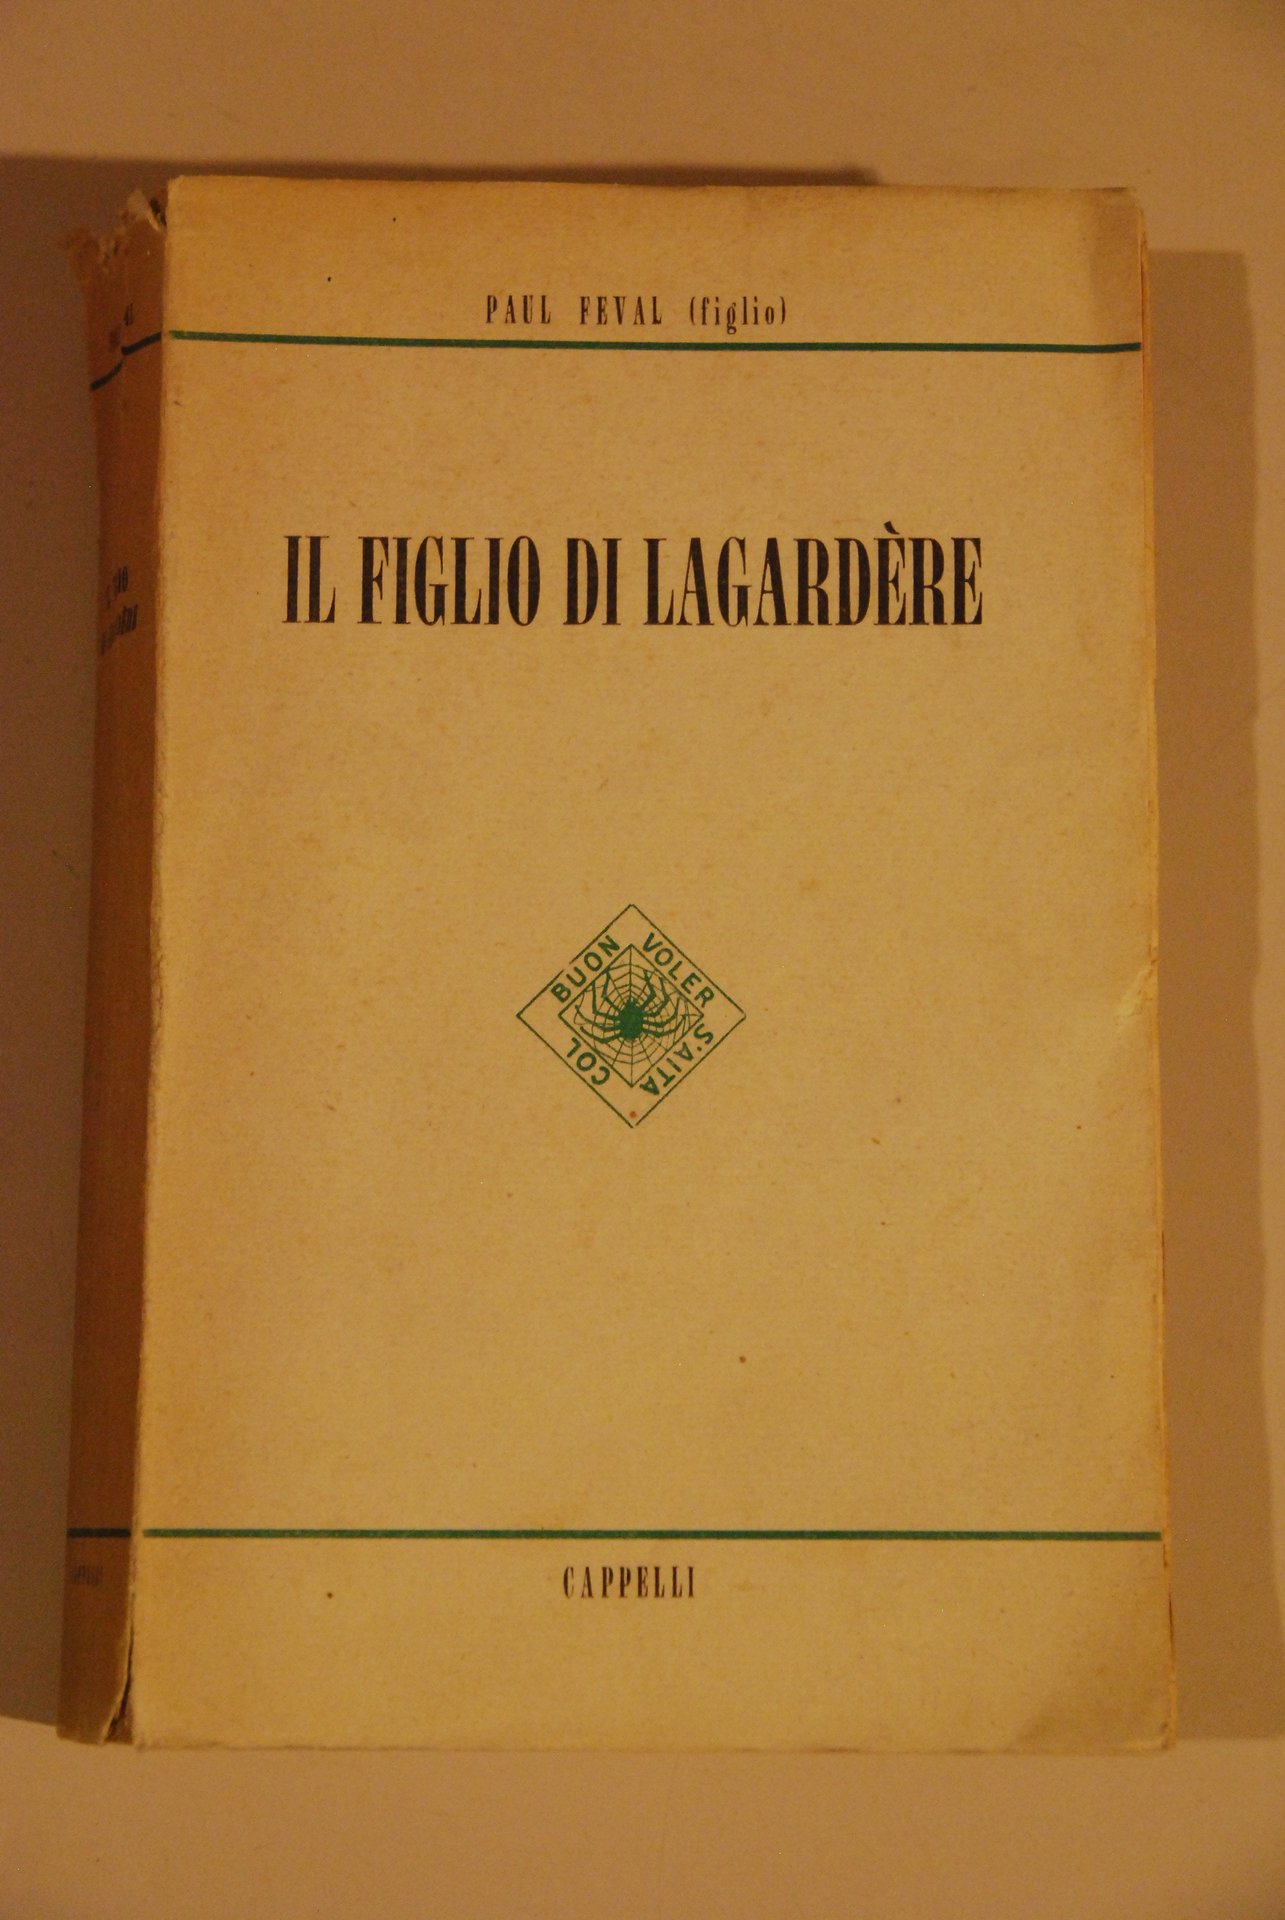 PAUL FEVAL (figlio)
IL FIGLIO DI LAGARDÈRE
COL BUON VOLER S'AITA
CAPPELLI